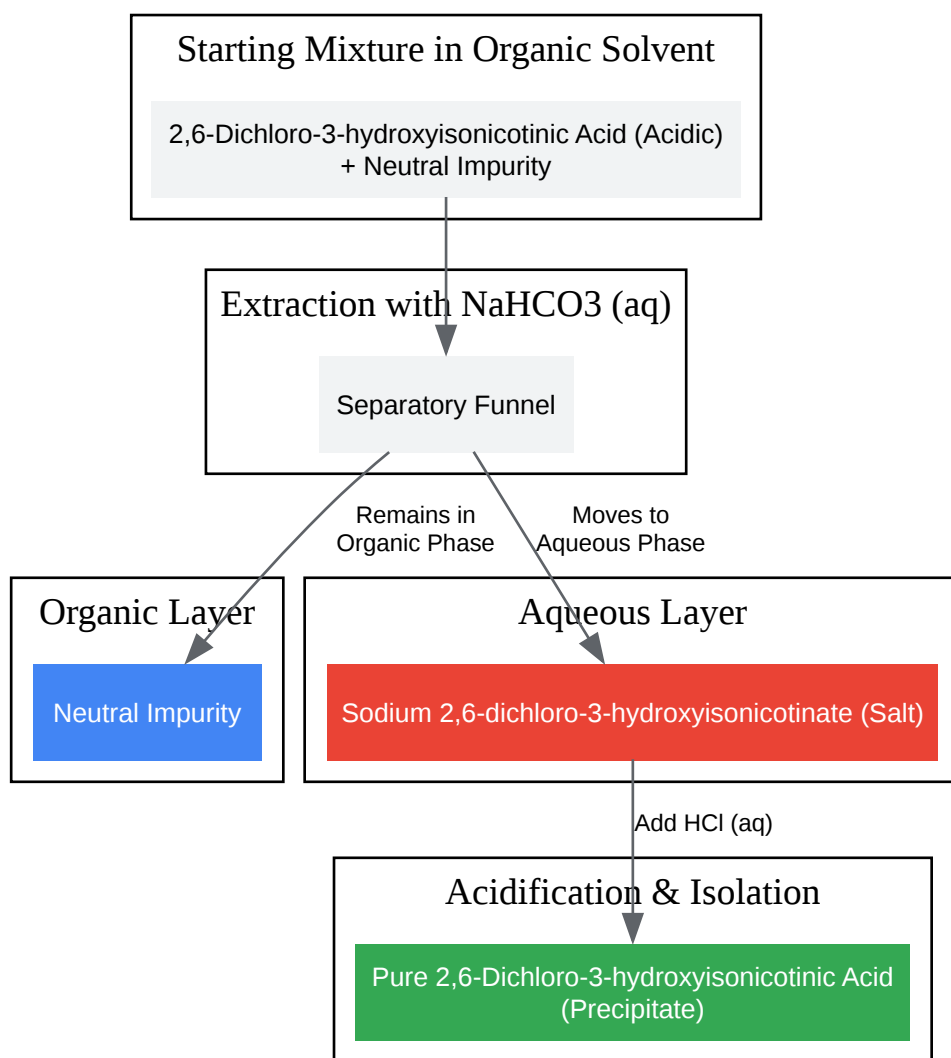 Starting Mixture in Organic Solvent
2,6-Dichloro-3-hydroxyisonicotinic Acid (Acidic)
+ Neutral Impurity
Extraction with NaHCO3 (aq)
Separatory Funnel
Remains in
Organic Phase
Moves to
Aqueous Phase
Organic Layer
Neutral Impurity
Aqueous Layer
Sodium 2,6-dichloro-3-hydroxyisonicotinate (Salt)
Add HCl (aq)
Acidification & Isolation
Pure 2,6-Dichloro-3-hydroxyisonicotinic Acid
(Precipitate)